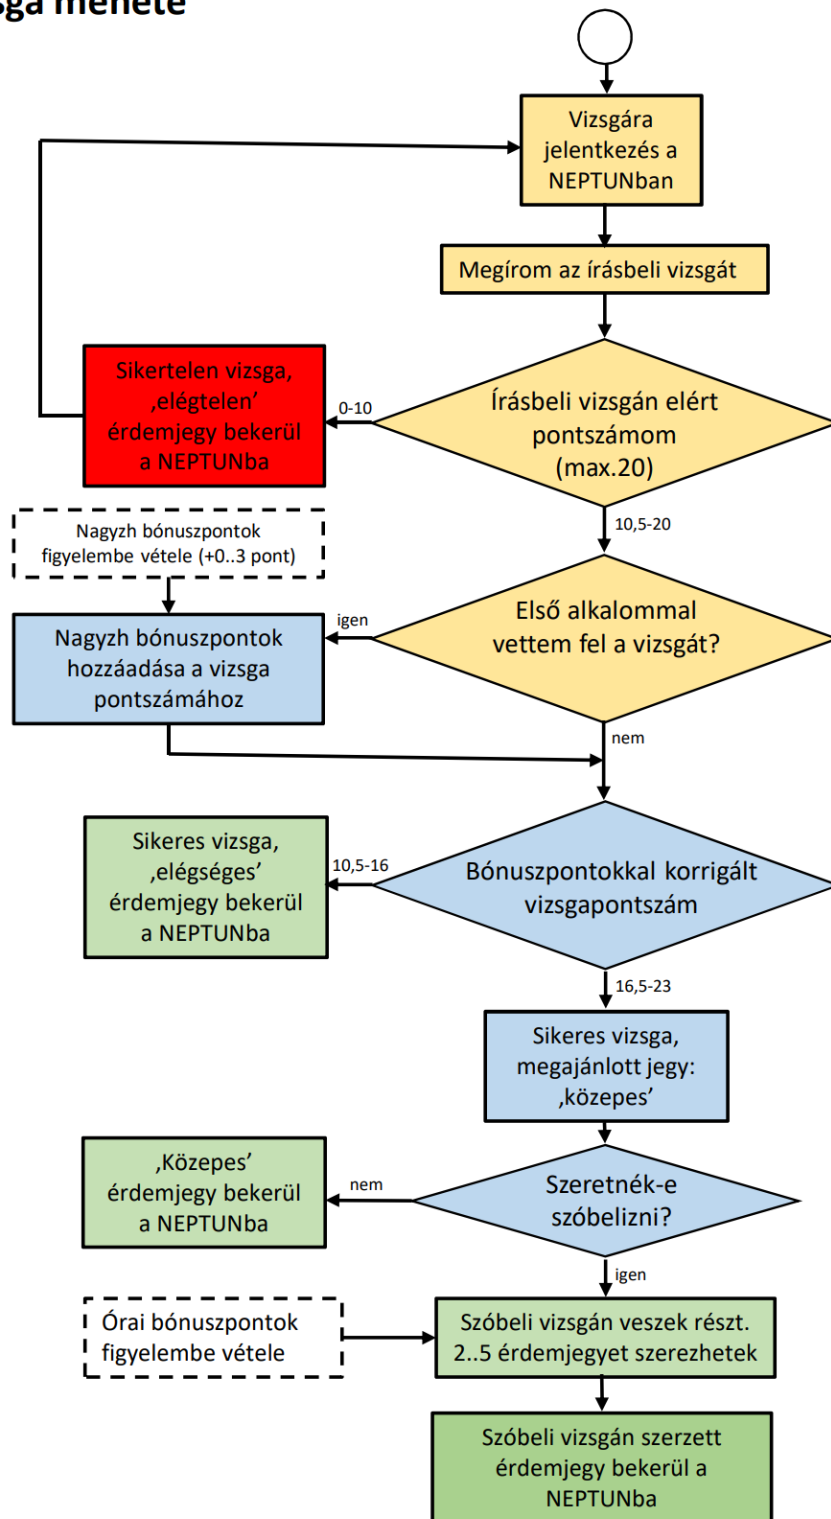 sga menete
Vizsgára
jelentkezés a
NEPTUNban
Megírom az írásbeli vizsgát
Sikertelen vizsga,
‚elégtelen’
érdemjegy bekerül
a NEPTUNba
0-10
Írásbeli vizsgán elért
pontszámom
(max.20)
10,5-20
Nagyzh bónuszpontok
figyelembe vétele (+0..3 pont)
Első alkalommal
vettem fel a vizsgát?
igen
Nagyzh bónuszpontok
hozzáadása a vizsga
pontszámához
nem
Sikeres vizsga,
‚elégséges’
érdemjegy bekerül
a NEPTUNba
10,5-16
Bónuszpontokkal korrigált
vizsgapontszám
16,5-23
Sikeres vizsga,
megajánlott jegy:
‚közepes’
‚Közepes’
érdemjegy bekerül
a NEPTUNba
nem
Szeretnék-e
szóbelizni?
igen
Órai bónuszpontok
figyelembe vétele
Szóbeli vizsgán veszek részt.
2..5 érdemjegyet szerezhetek
Szóbeli vizsgán szerzett
érdemjegy bekerül a
NEPTUNba